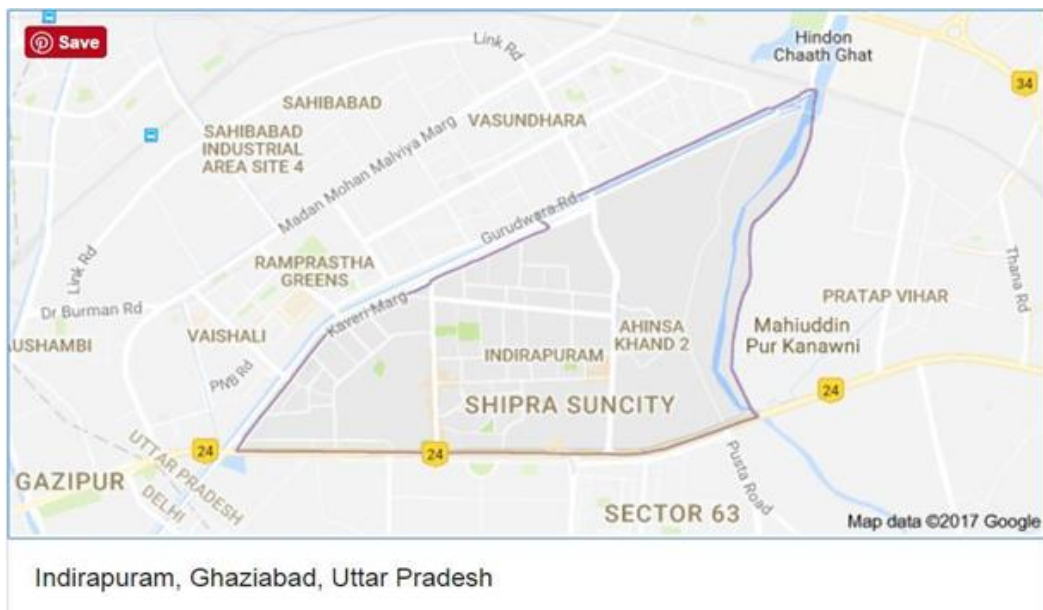 Save
Hindon
Chaath Ghat
Link Rd
34
SAHIBABAD
SAHIBABAD
INDUSTRIAL
AREA SITE 4
VASUNDHARA
Madan Mohan Malviya Marg
Gurudwara Rd
Link Rd
Thana Rd
RAMPRASTHA
GREENS
Kaveri Marg
PRATAP VIHAR
Dr Burman Rd
AUSHAMBI
VAISHALI
AHINSA
KHAND 2
Mahiuddin
Pur Kanawni
INDIRAPURAM
PNB Rd
24
SHIPRA SUNCITY
24
24
UTTAR PRADESH
DELHI
GAZIPUR
Pusta Road
SECTOR 63
Map data ©2017 Google
Indirapuram, Ghaziabad, Uttar Pradesh